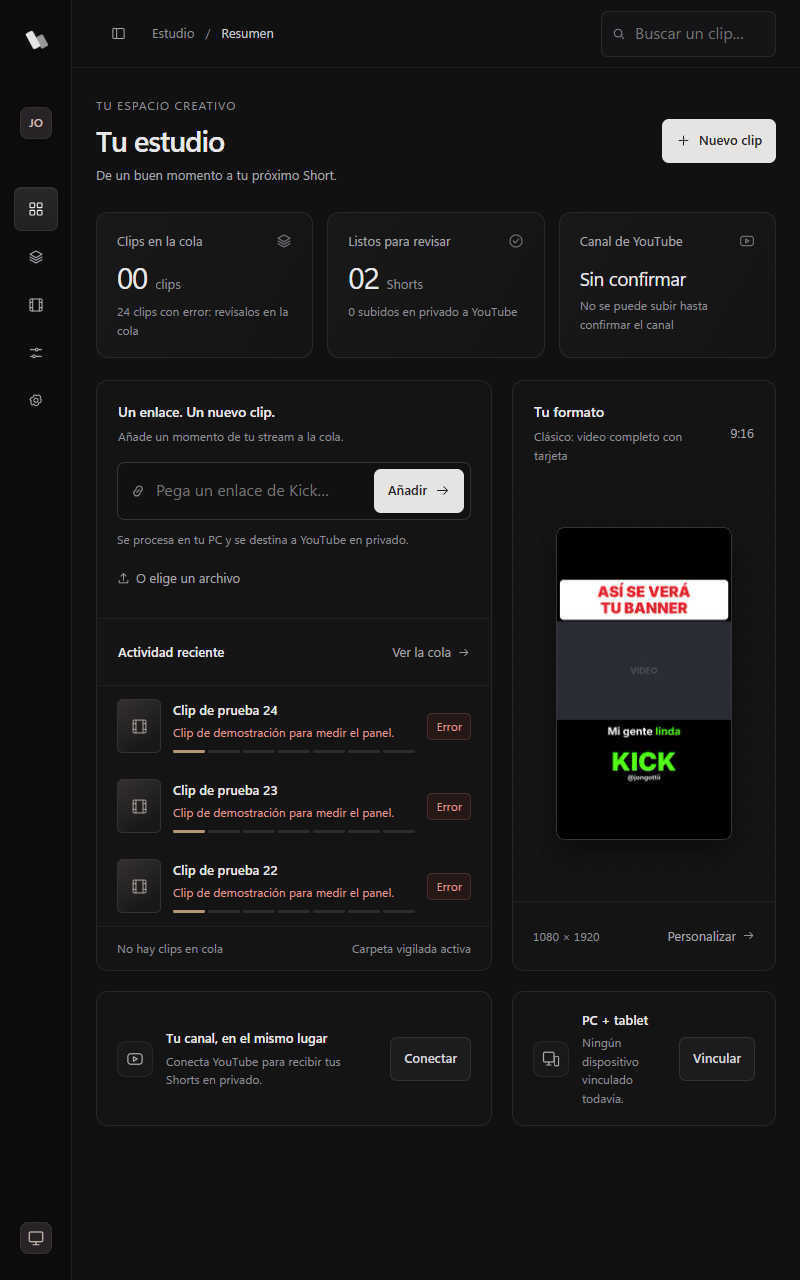 Estudio / Resumen
Buscar un clip...
JO
TU ESPACIO CREATIVO
Tu estudio
De un buen momento a tu próximo Short.
Nuevo clip
Clips en la cola
00 clips
24 clips con error: revísalos en la
cola
Listos para revisar
02 Shorts
0 subidos en privado a YouTube
Canal de YouTube
Sin confirmar
No se puede subir hasta
confirmar el canal
Un enlace. Un nuevo clip.
Añade un momento de tu stream a la cola.
Pega un enlace de Kick...
Añadir
Se procesa en tu PC y se destina a YouTube en privado.
O elige un archivo
Actividad reciente
Ver la cola
Clip de prueba 24
Clip de demostración para medir el panel.
Error
Clip de prueba 23
Clip de demostración para medir el panel.
Error
Clip de prueba 22
Clip de demostración para medir el panel.
Error
No hay clips en cola
Carpeta vigilada activa
Tu formato
Clásico: video completo con
tarjeta
9:16
ASÍ SE VERÁ
TU BANNER
VIDEO
Mi gente linda
KICK
@jongottii
1080 × 1920
Personalizar
Tu canal, en el mismo lugar
Conecta YouTube para recibir tus
Shorts en privado.
Conectar
PC + tablet
Ningún
dispositivo
vinculado
todavía.
Vincular